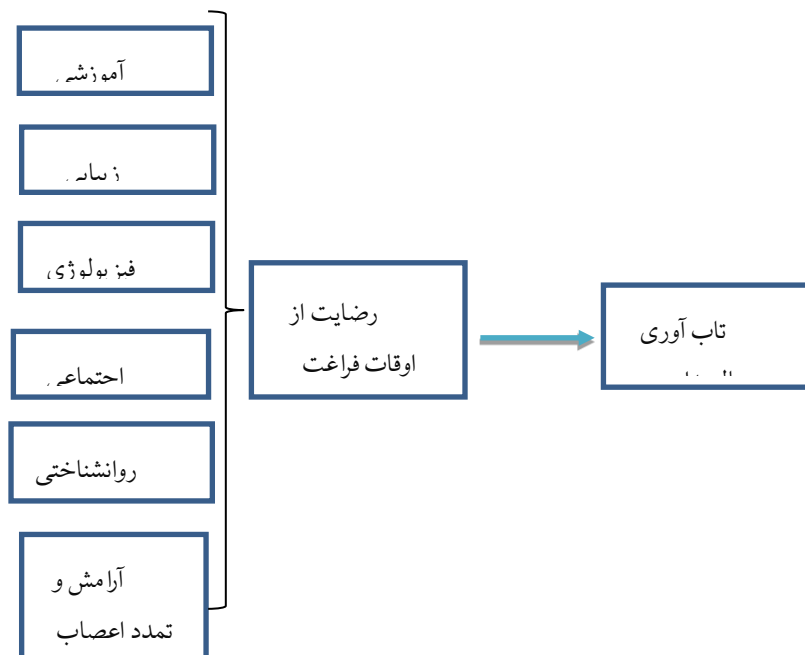 آموزشی
زیبایی
فیزیولوژی
اجتماعی
روانشناختی
آرامش و
تمدد اعصاب
رضایت از
اوقات فراغت
تاب آوری